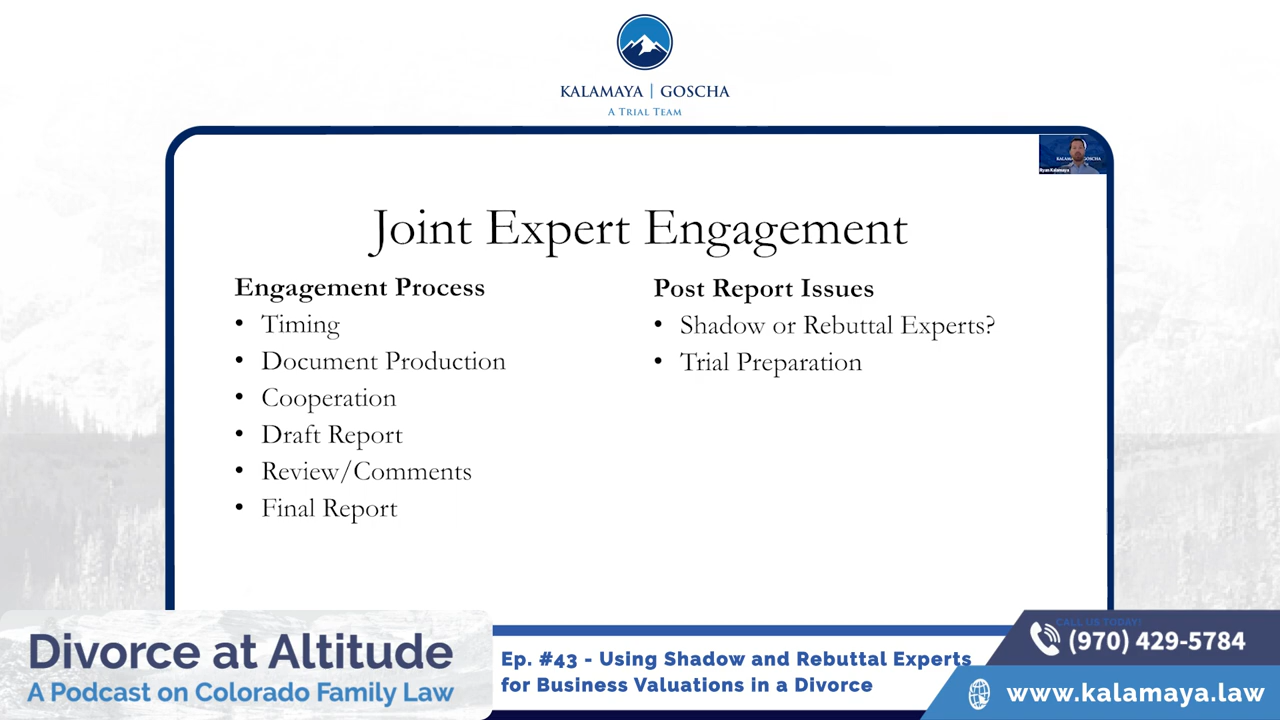 KALAMAYA | GOSCHA
A TRIAL TEAM
Ryan Kalamaya
Joint Expert Engagement
Engagement Process
• Timing
• Document Production
• Cooperation
• Draft Report
• Review/Comments
• Final Report
Post Report Issues
• Shadow or Rebuttal Experts?
• Trial Preparation
Divorce at Altitude
A Podcast on Colorado Family Law
Ep. #43 - Using Shadow and Rebuttal Experts
for Business Valuations in a Divorce
CALL US TODAY!
(970) 429-5784
www.kalamaya.law